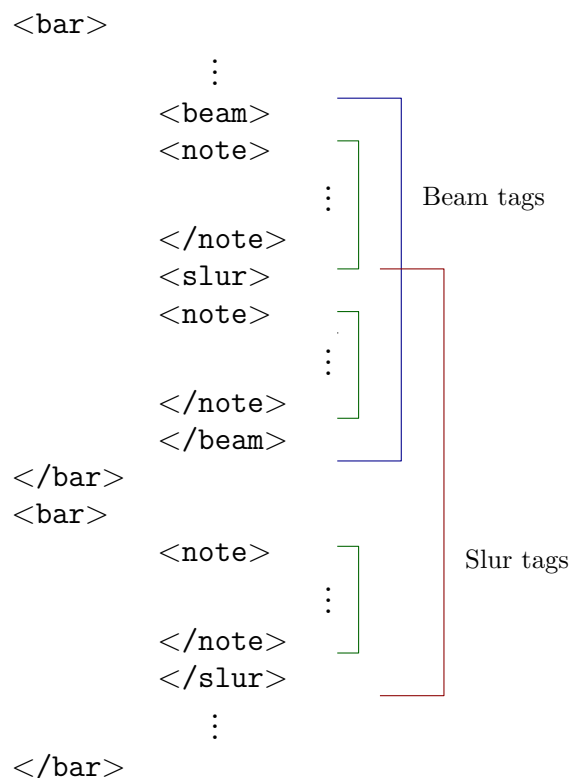 <bar>
⋮
<beam>
<note>
⋮
Beam tags
</note>
<slur>
<note>
⋮
</note>
</beam>
</bar>
<bar>
<note>
Slur tags
⋮
</note>
</slur>
⋮
</bar>